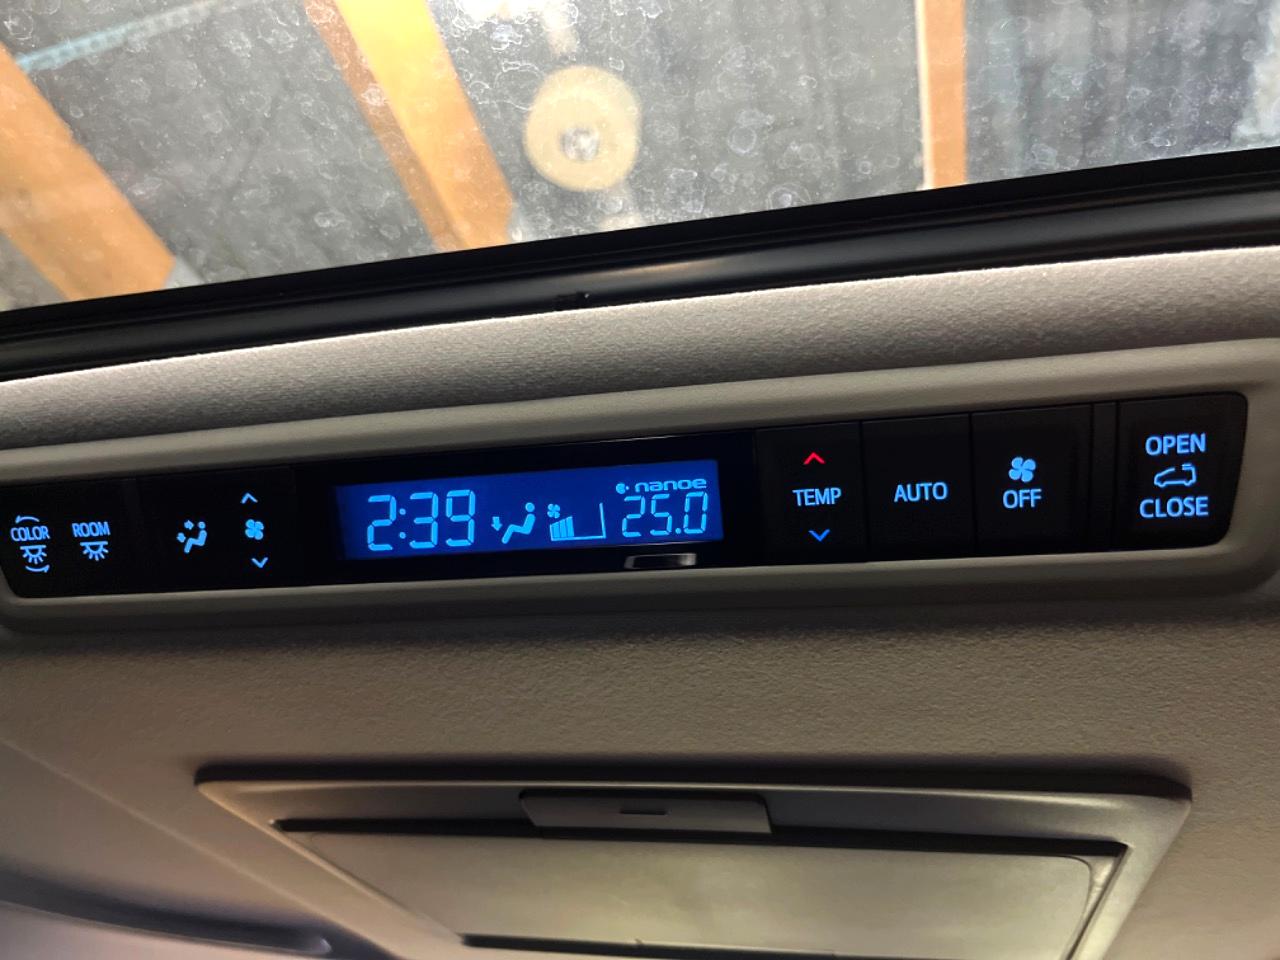 COLOR
ROOM
2:39
nanoe
25.0
TEMP
AUTO
OFF
OPEN
CLOSE